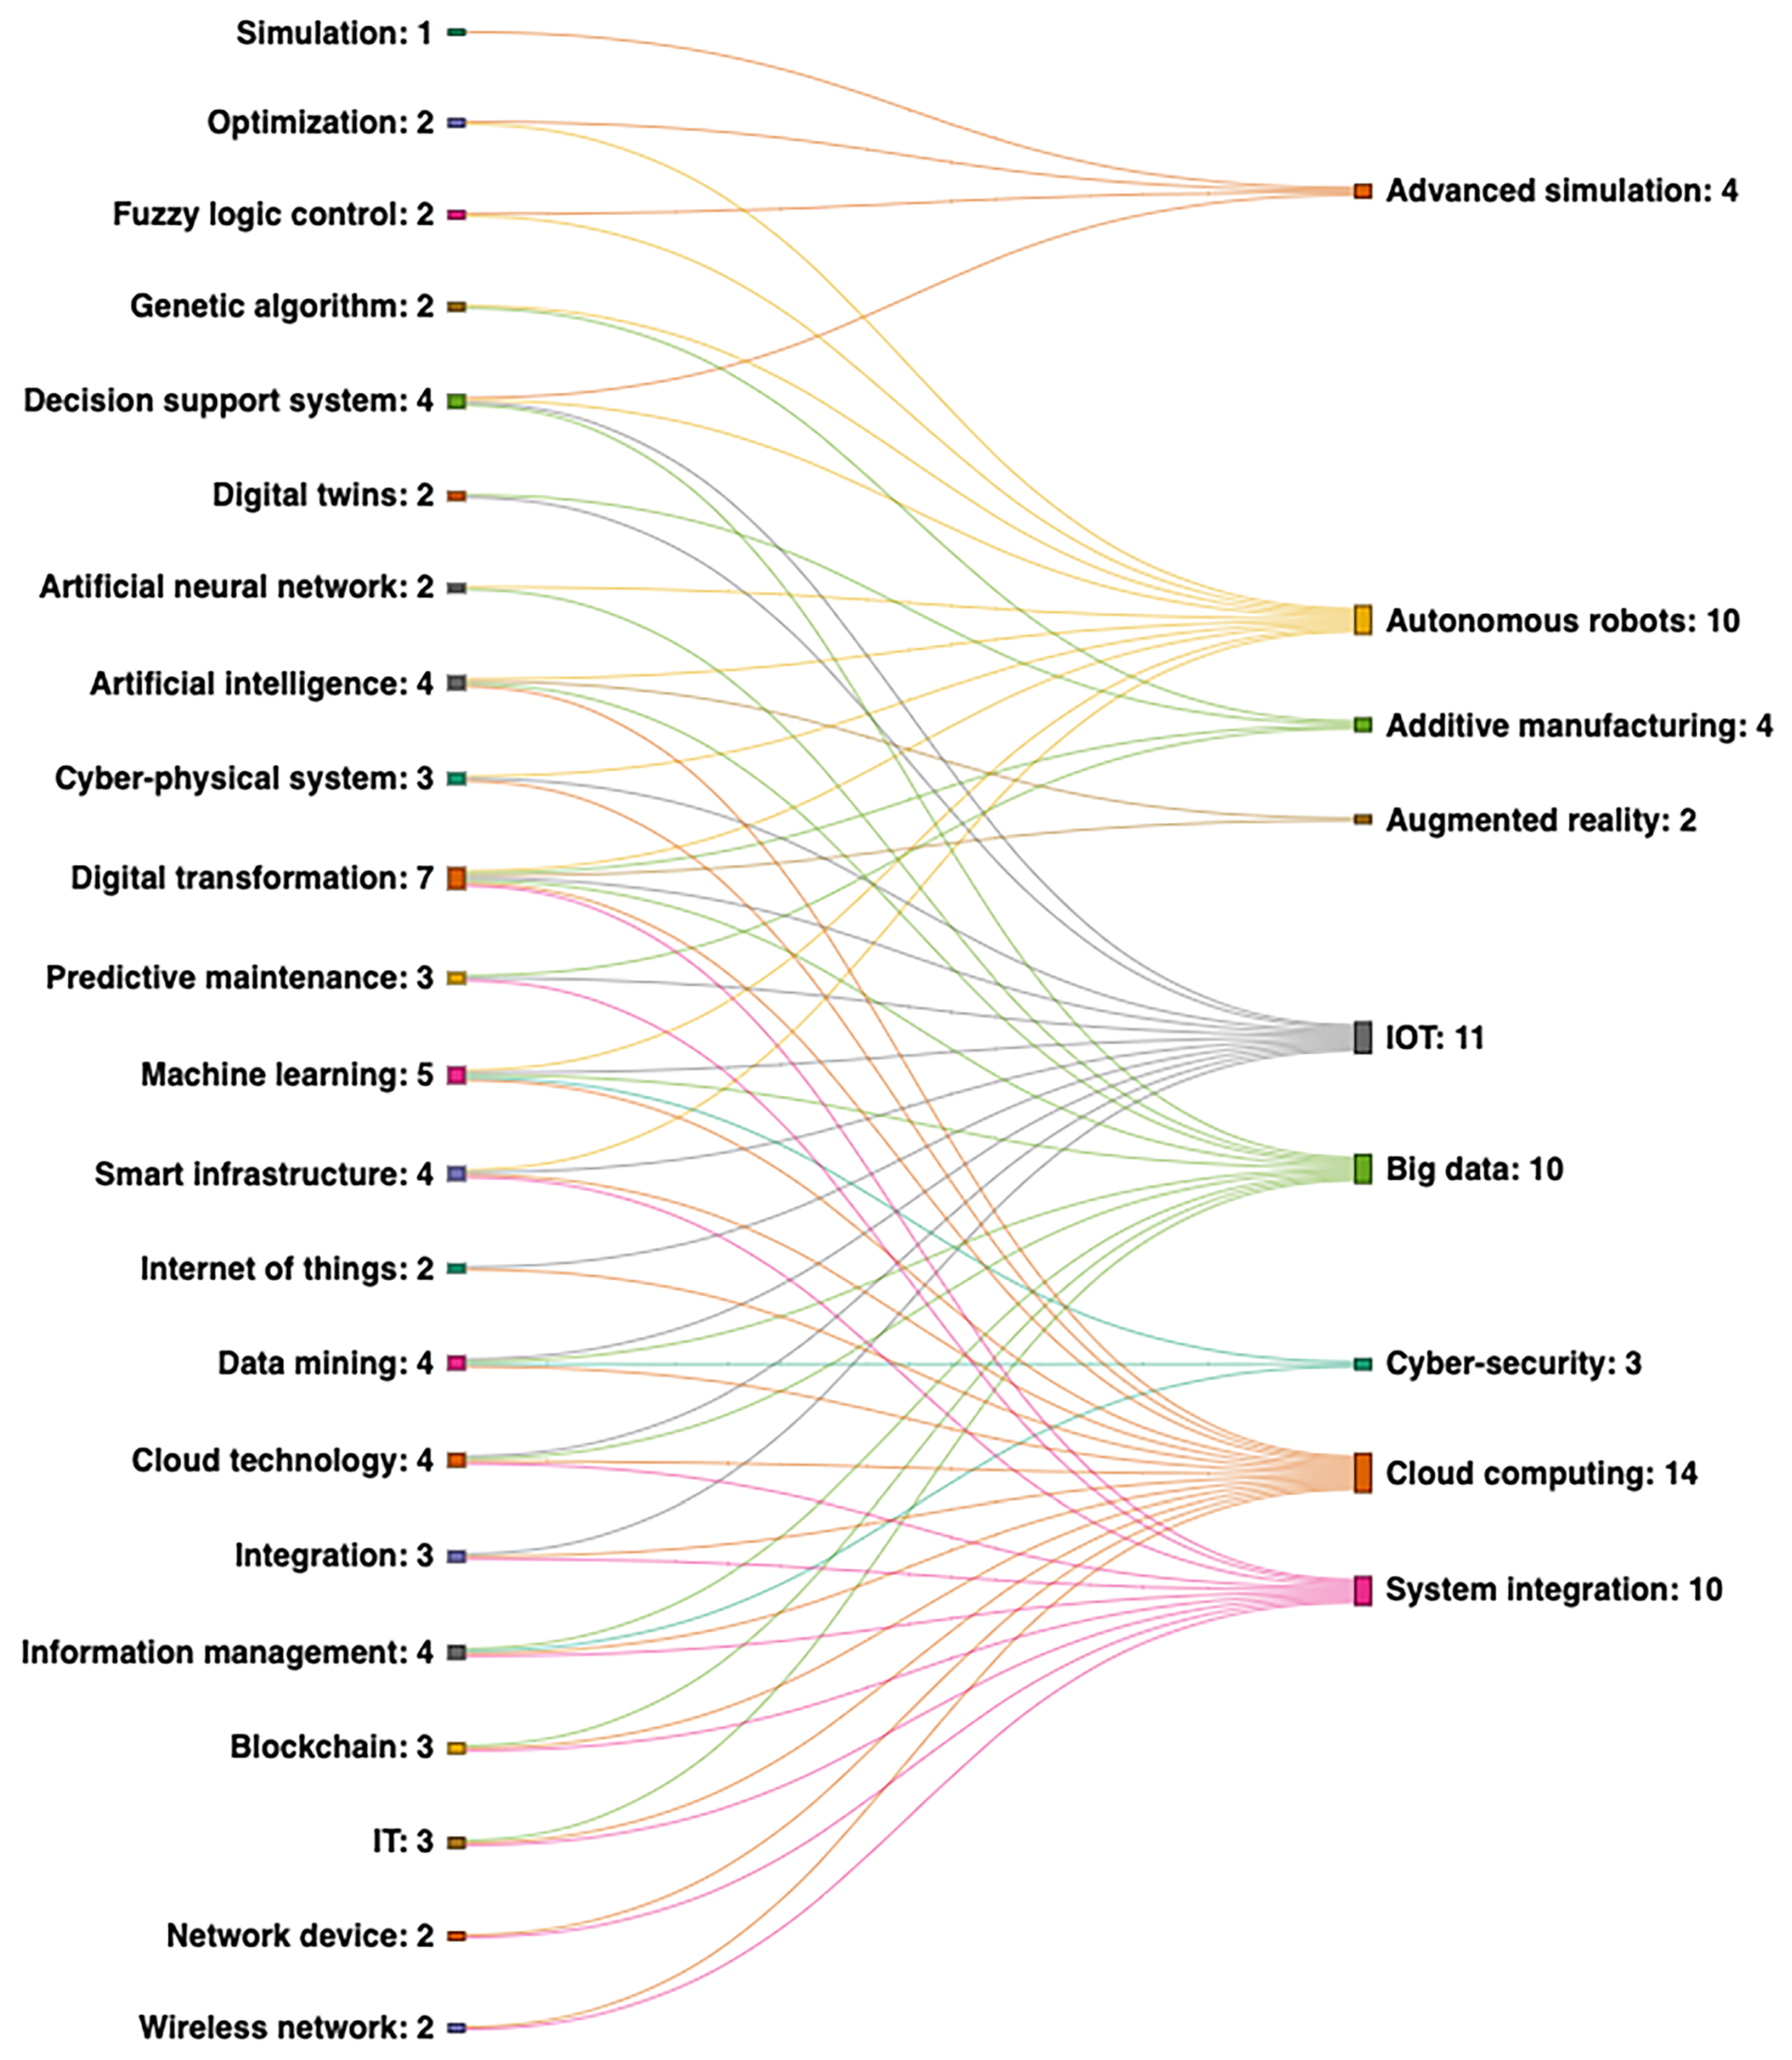 Simulation: 1
Optimization: 2
Fuzzy logic control: 2
Genetic algorithm: 2
Decision support system: 4
Digital twins: 2
Artificial neural network: 2
Artificial intelligence: 4
Cyber-physical system: 3
Digital transformation: 7
Predictive maintenance: 3
Machine learning: 5
Smart infrastructure: 4
Internet of things: 2
Data mining: 4
Cloud technology: 4
Integration: 3
Information management: 4
Blockchain: 3
IT: 3
Network device: 2
Wireless network: 2
Advanced simulation: 4
Autonomous robots: 10
Additive manufacturing: 4
Augmented reality: 2
IOT: 11
Big data: 10
Cyber-security: 3
Cloud computing: 14
System integration: 10